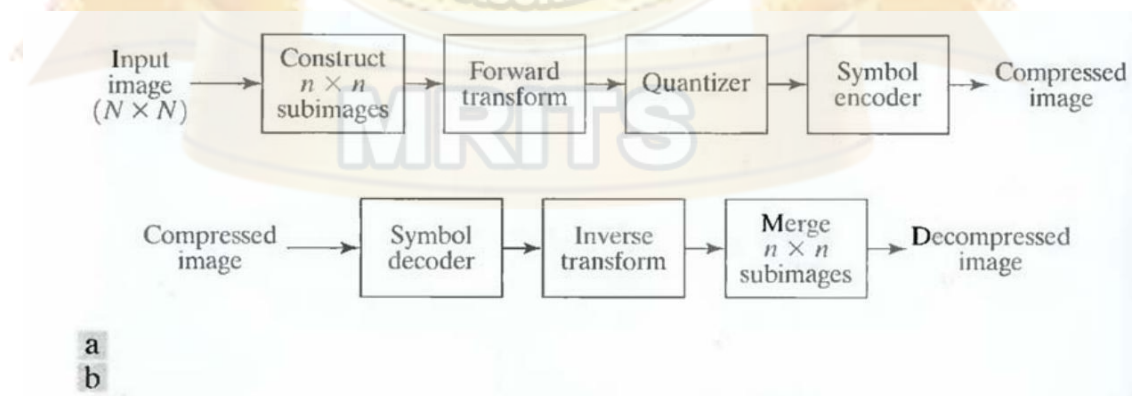 Input
image
(N × N)
Construct
n × n
subimages
Forward
transform
Quantizer
Symbol
encoder
Compressed
image
MRITS
Compressed
image
Symbol
decoder
Inverse
transform
Merge
n × n
subimages
Decompressed
image
a
b